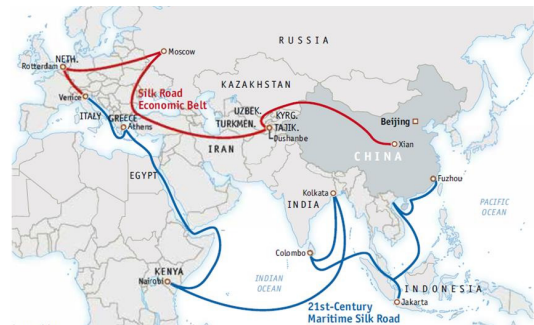 RUSSIA
Moscow
NETH.
Rotterdam
KAZAKHSTAN
Silk Road
Economic Belt
Venice
UZBEK.
KYRG.
TURKMEN.
TAJIK.
Dushanbe
Beijing
Xian
CHINA
ITALY
GREECE
Athens
IRAN
EGYPT
Fuzhou
Kolkata
INDIA
PACIFIC
OCEAN
Colombo
KENYA
Nairobi
INDIAN
OCEAN
INDONESIA
Jakarta
21st-Century
Maritime Silk Road